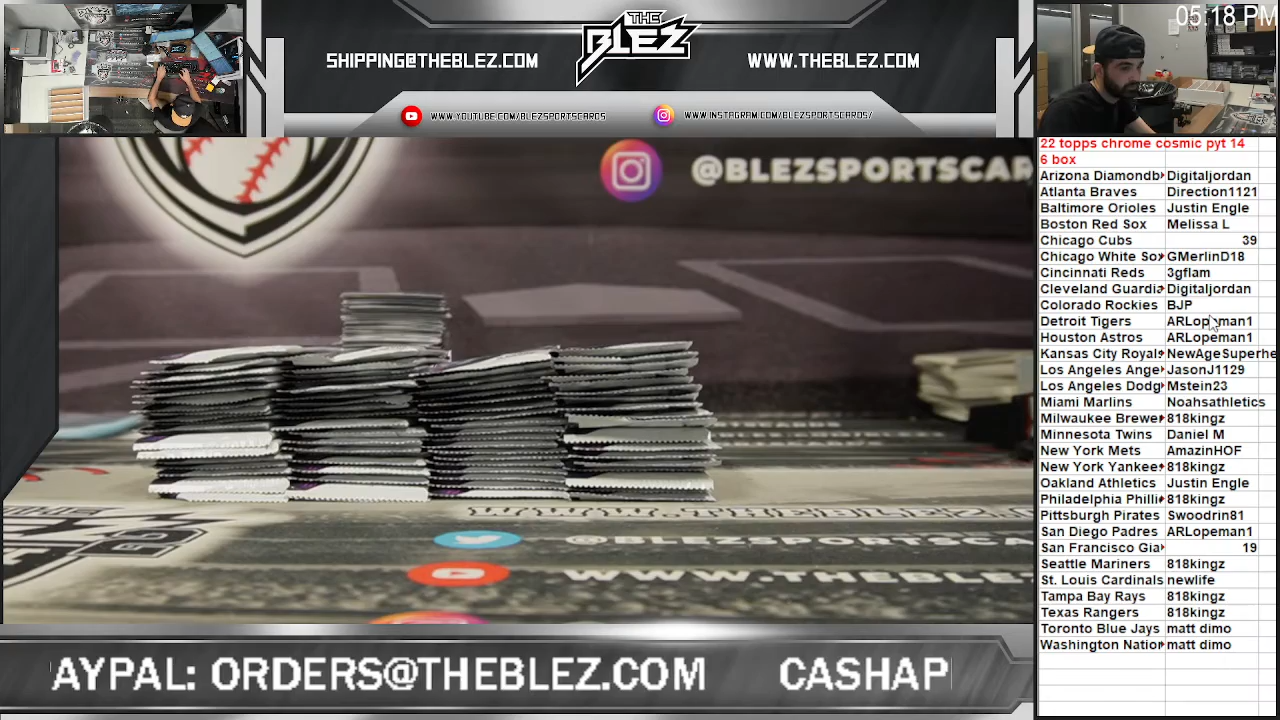 05:18 PM
THE
BLEZ
SHIPPING@THEBLEZ.COM
WWW.THEBLEZ.COM
WWW.YOUTUBE.COM/BLEZSPORTSCARDS
WWW.INSTAGRAM.COM/BLEZSPORTSCARDS/
@BLEZSPORTSCAR
22 topps chrome cosmic pyt 14
6 box
Arizona Diamondb Digitaljordan
Atlanta Braves Direction1121
Baltimore Orioles Justin Engle
Boston Red Sox Melissa L
Chicago Cubs 39
Chicago White Sox GMerlinD18
Cincinnati Reds 3gflam
Cleveland Guardia Digitaljordan
Colorado Rockies BJP
Detroit Tigers ARLopeman1
Houston Astros ARLopeman1
Kansas City Royals NewAgeSuperhe
Los Angeles Ange JasonJ1129
Los Angeles Dodg Mstein23
Miami Marlins Noahsathletics
Milwaukee Brewe 818kingz
Minnesota Twins Daniel M
New York Mets AmazinHOF
New York Yankee 818kingz
Oakland Athletics Justin Engle
Philadelphia Philli 818kingz
Pittsburgh Pirates Swoodrin81
San Diego Padres ARLopeman1
San Francisco Gia 19
Seattle Mariners 818kingz
St. Louis Cardinals newlife
Tampa Bay Rays 818kingz
Texas Rangers 818kingz
Toronto Blue Jays matt dimo
Washington Nation matt dimo
WWW.THEBLEZ.
@BLEZSPORTSCAR
WWW.THEBLE
AYPAL: ORDERS@THEBLEZ.COM CASHAP